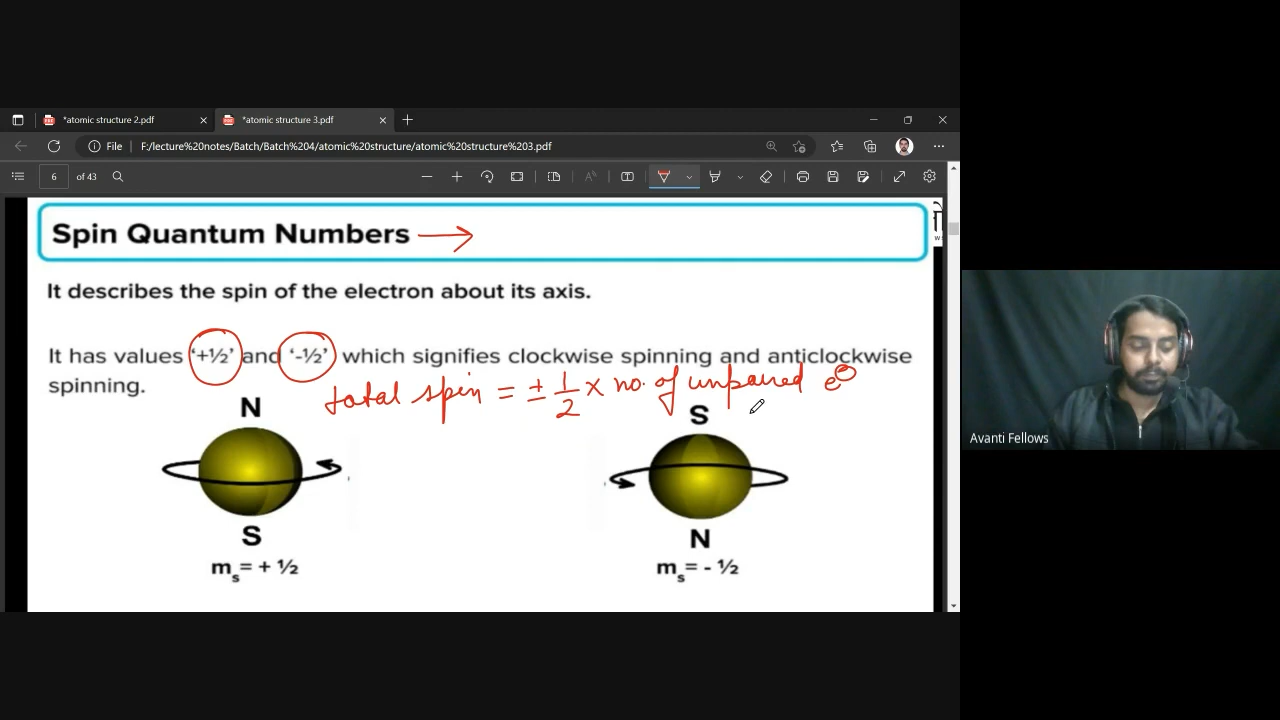 *atomic structure 2.pdf
*atomic structure 3.pdf
File
F:/lecture%20notes/Batch/Batch%204/atomic%20structure/atomic%20structure%203.pdf
6 of 43
Spin Quantum Numbers
It describes the spin of the electron about its axis.
It has values ‘+½’ and ‘-½’ which signifies clockwise spinning and anticlockwise
spinning.
total spin = ± 1/2 × no. of unpaired e⊖
N
S
S
N
ms= + ½
ms= - ½
Avanti Fellows